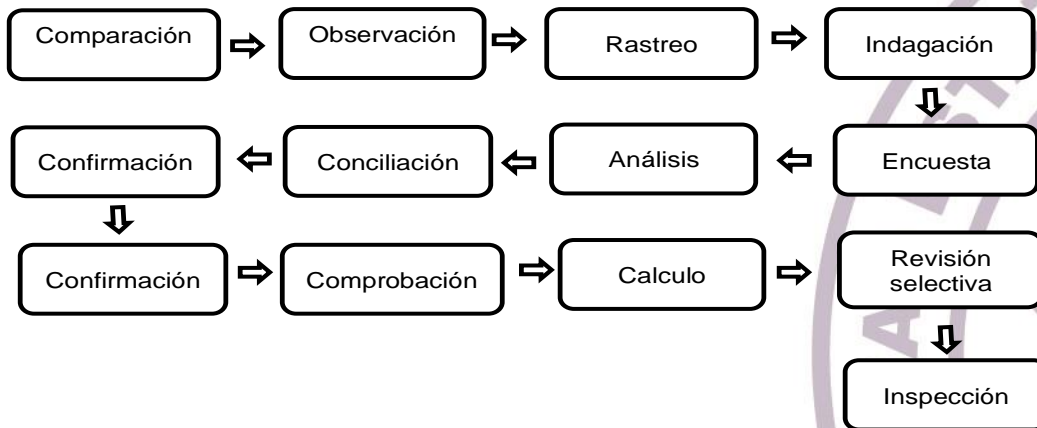 Comparación
Observación
Rastreo
Indagación
Encuesta
Análisis
Conciliación
Confirmación
Confirmación
Comprobación
Calculo
Revisión
selectiva
Inspección